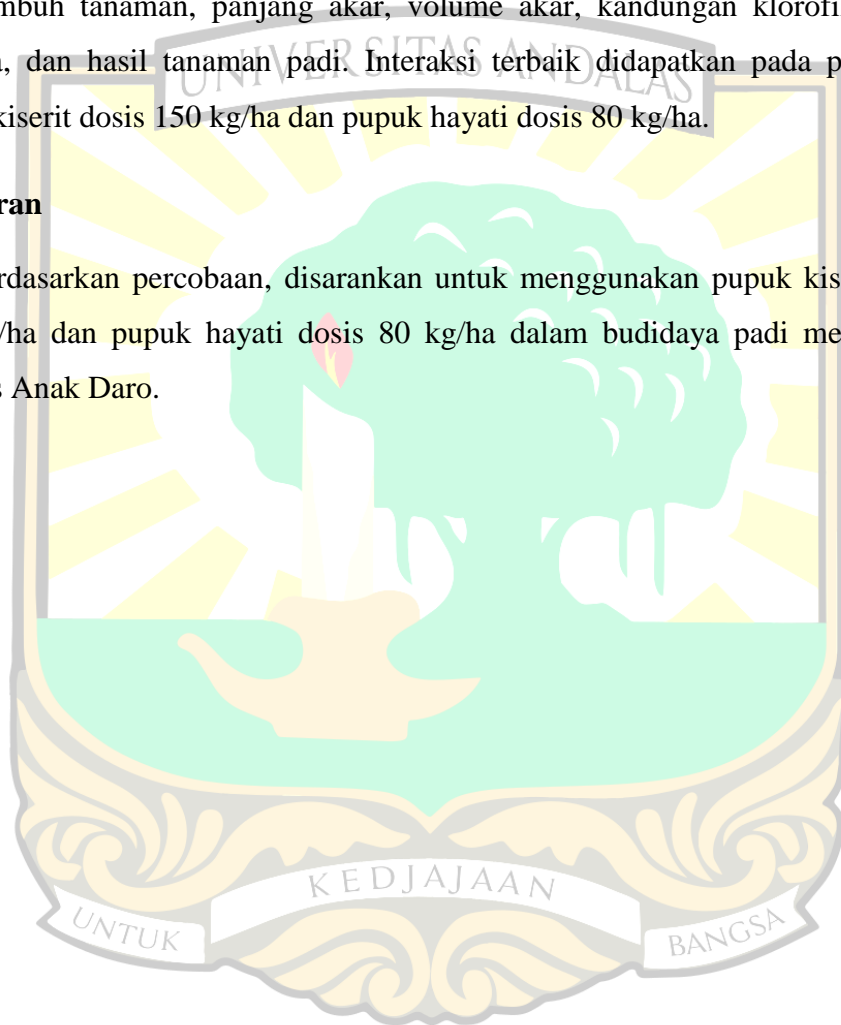 mbuh tanaman, panjang akar, volume akar, kandungan klorofil
UNIVERSITAS ANDALAS
, dan hasil tanaman padi. Interaksi terbaik didapatkan pada p
kiserit dosis 150 kg/ha dan pupuk hayati dosis 80 kg/ha.
ran
rdasarkan percobaan, disarankan untuk menggunakan pupuk kis
/ha dan pupuk hayati dosis 80 kg/ha dalam budidaya padi me
s Anak Daro.
UNTUK KEDJAJAAN BANGSA